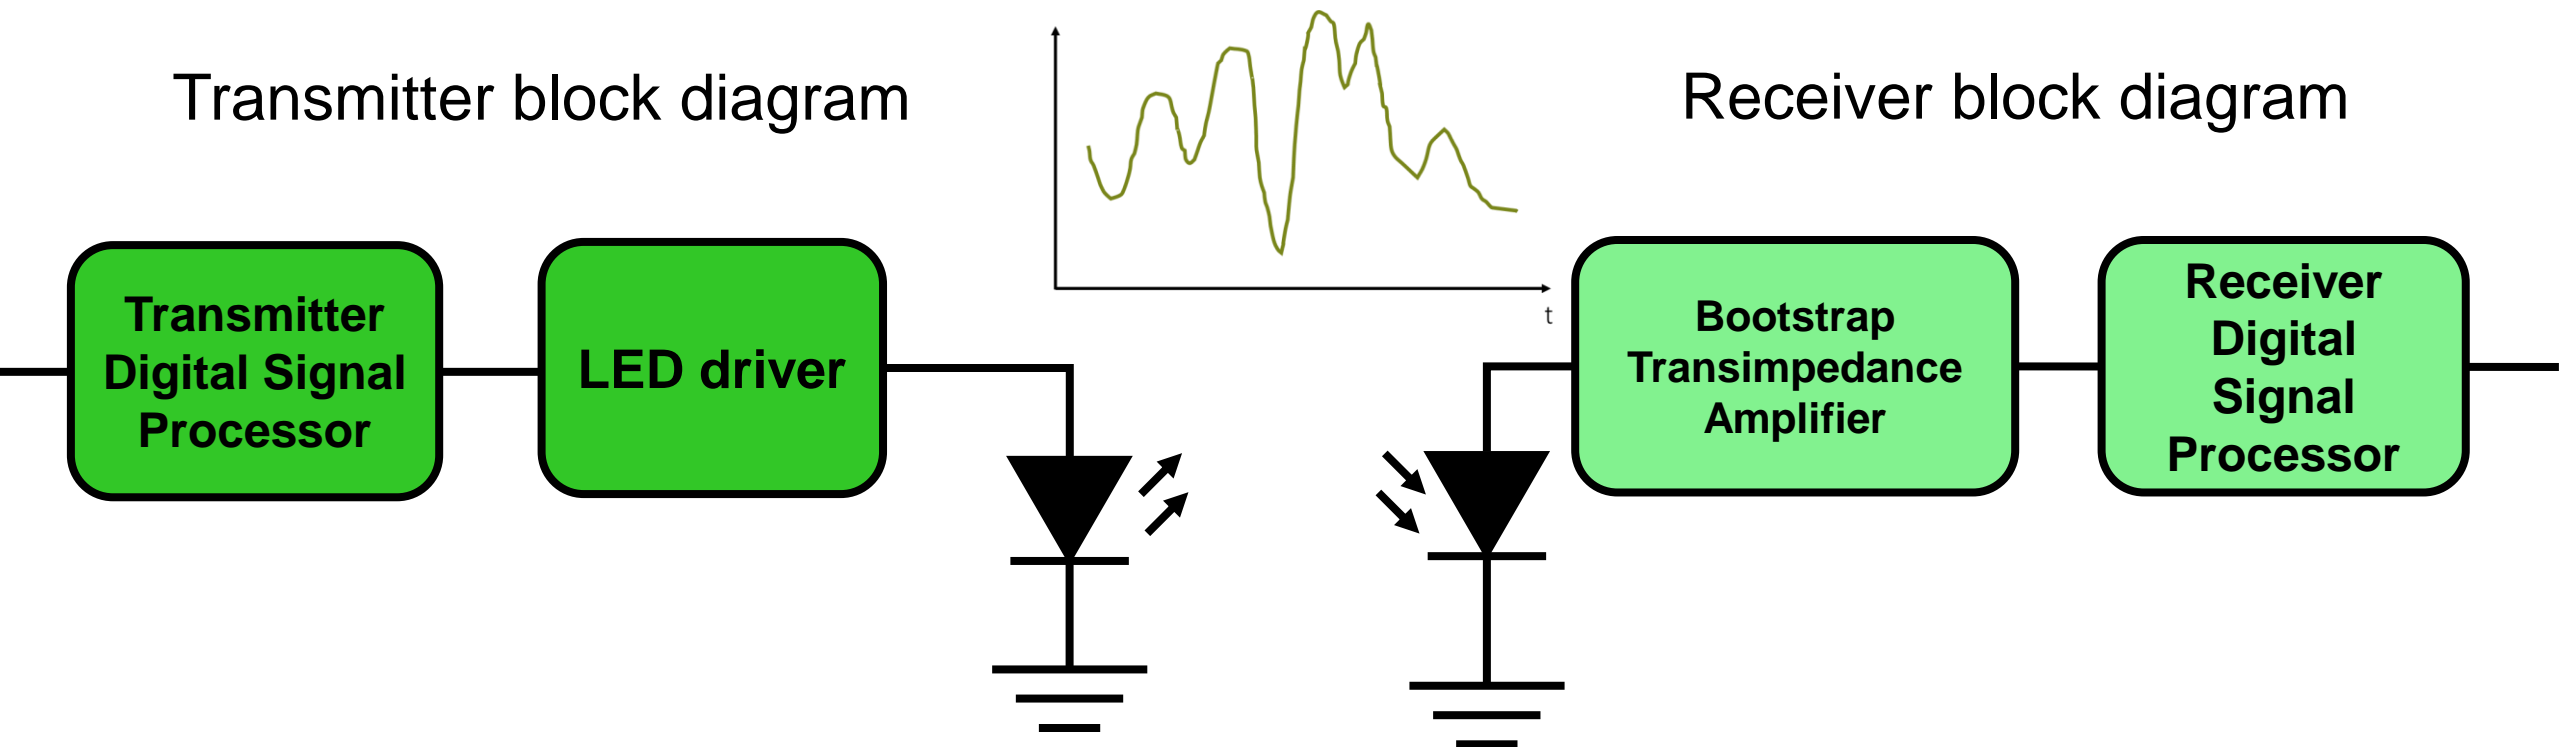 Transmitter block diagram
Receiver block diagram
t
Transmitter
Digital Signal
Processor
LED driver
Bootstrap
Transimpedance
Amplifier
Receiver
Digital
Signal
Processor